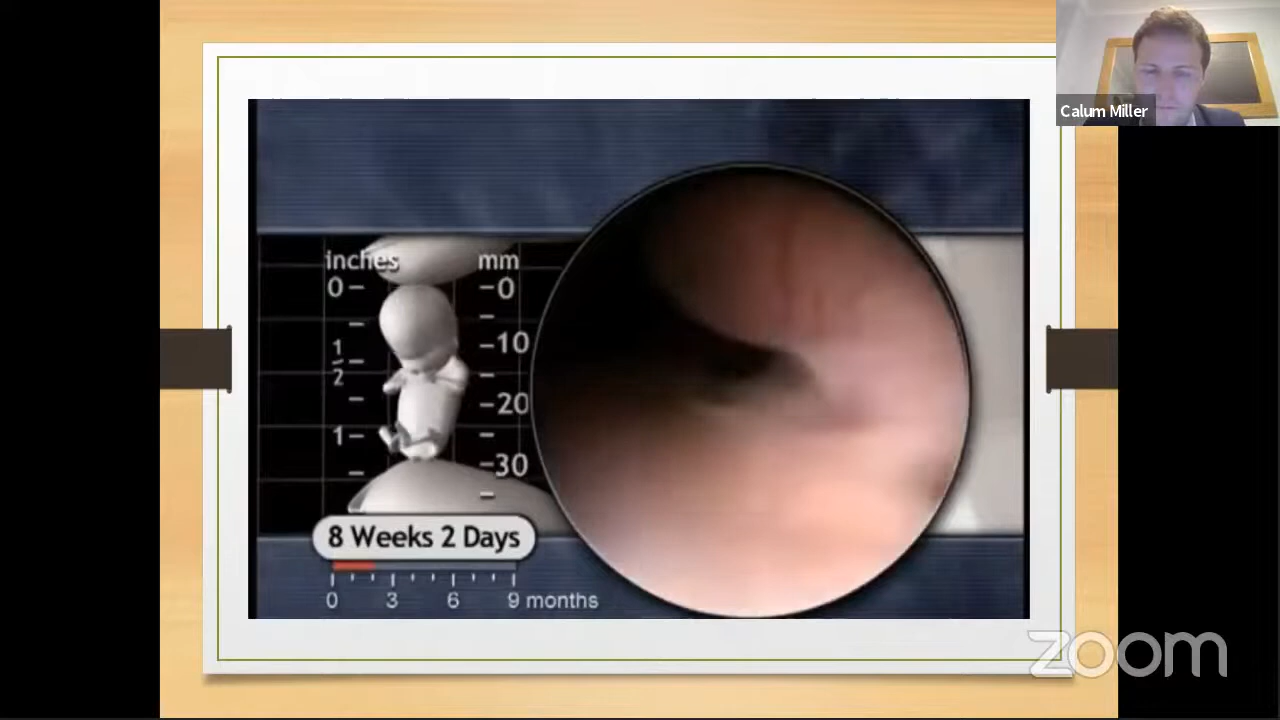 Calum Miller
inches
mm
0
0
10
1/2
20
1
30
8 Weeks 2 Days
0 3 6 9 months
zoom